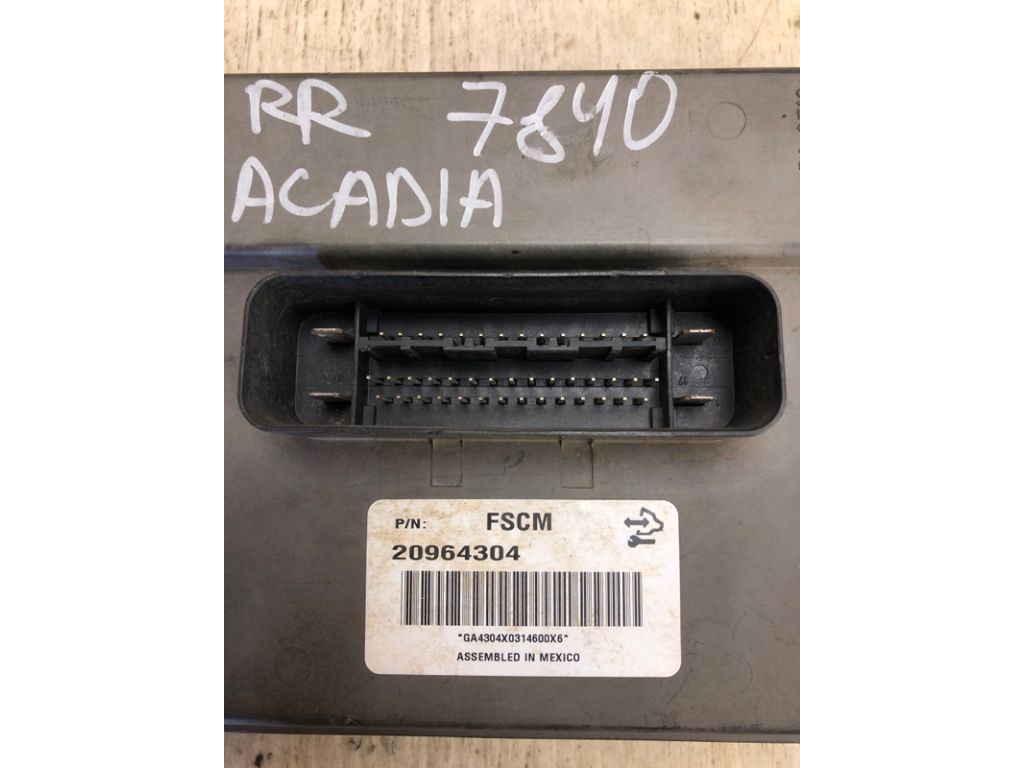 RR 7840
ACADIA
P/N: FSCM
20964304
*GA4304X0314600X6*
ASSEMBLED IN MEXICO